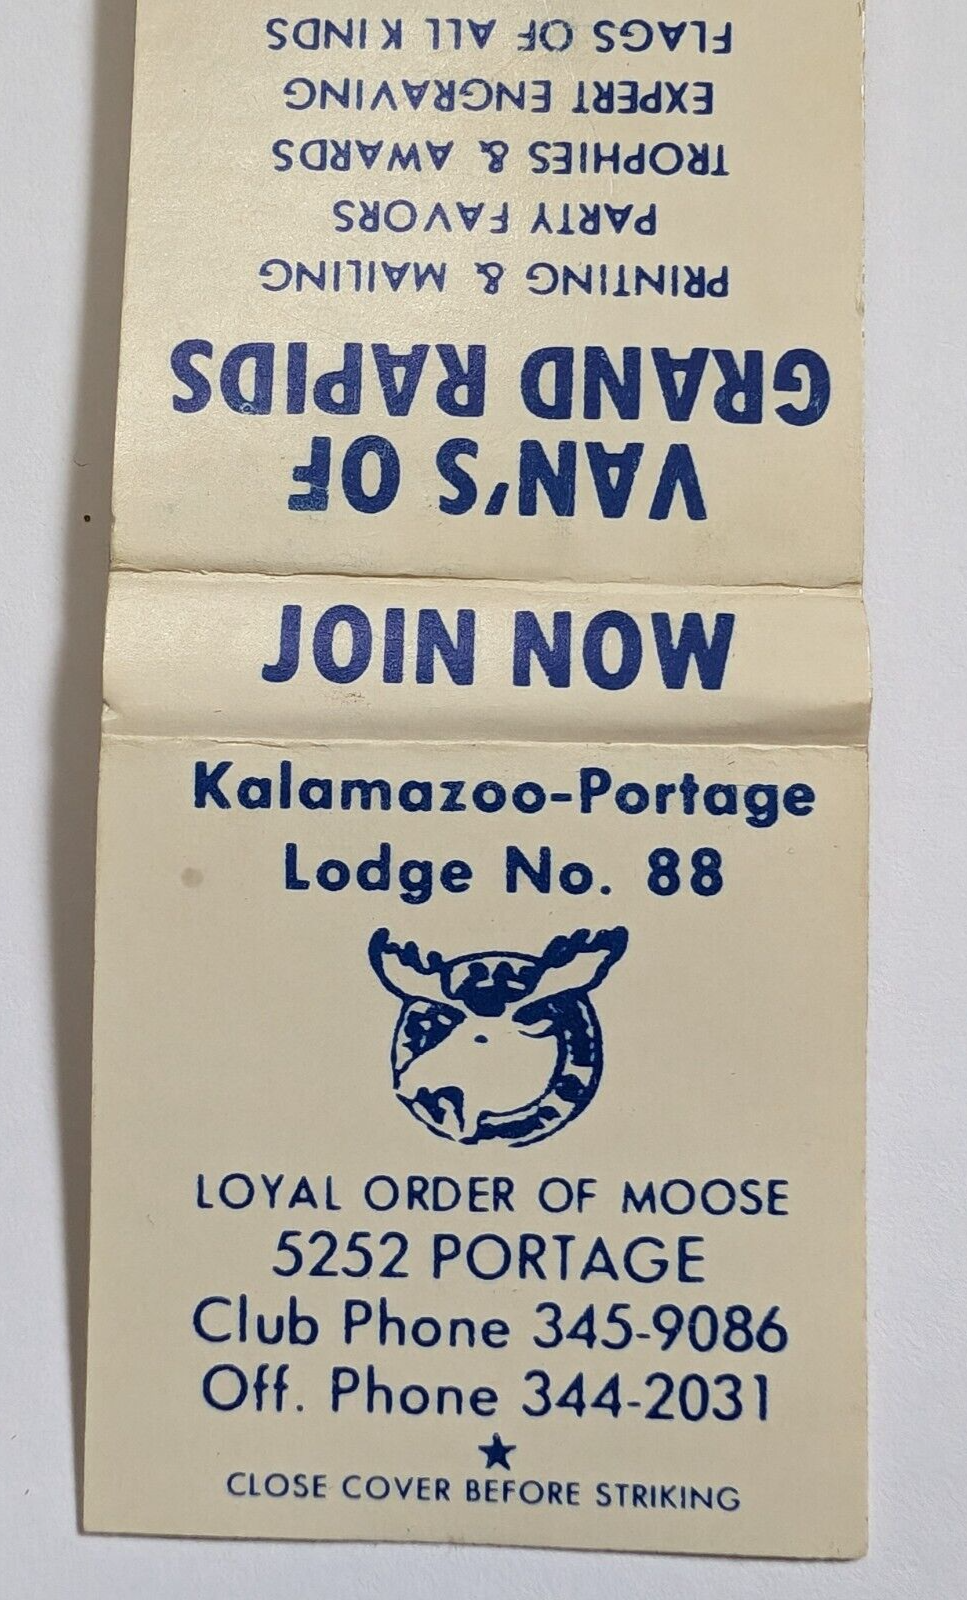 VAN'S OF
GRAND RAPIDS
PRINTING & MAILING
PARTY FAVORS
TROPHIES & AWARDS
EXPERT ENGRAVING
FLAGS OF ALL KINDS
JOIN NOW
Kalamazoo-Portage
Lodge No. 88
LOYAL ORDER OF MOOSE
5252 PORTAGE
Club Phone 345-9086
Off. Phone 344-2031
CLOSE COVER BEFORE STRIKING